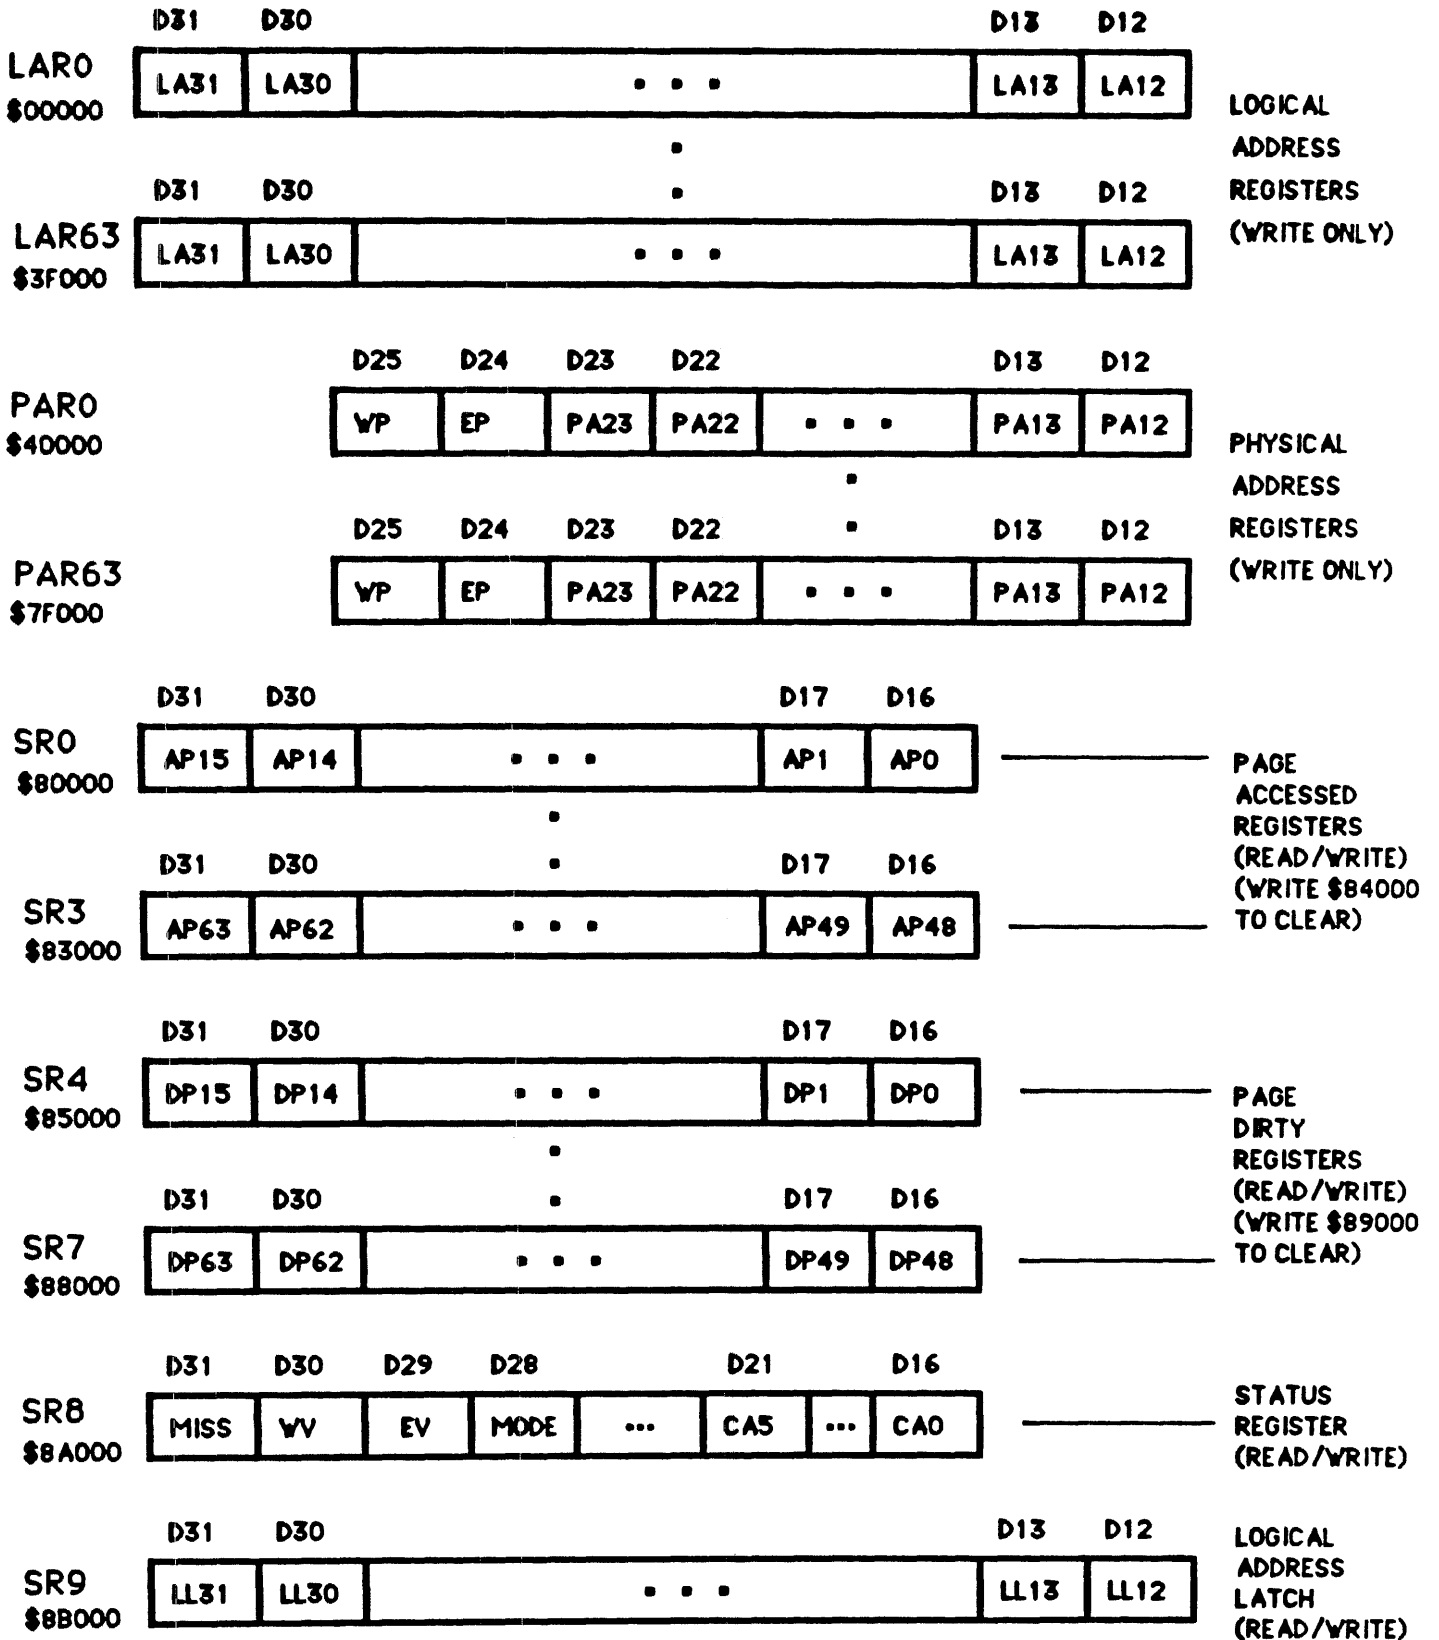 D31 D30 D13 D12
LAR0
$00000
LA31 LA30 ... LA13 LA12
LOGICAL
ADDRESS
REGISTERS
(WRITE ONLY)
D31 D30 D13 D12
LAR63
$3F000
LA31 LA30 ... LA13 LA12
D25 D24 D23 D22 D13 D12
PAR0
$40000
WP EP PA23 PA22 ... PA13 PA12
PHYSICAL
ADDRESS
REGISTERS
(WRITE ONLY)
D25 D24 D23 D22 D13 D12
PAR63
$7F000
WP EP PA23 PA22 ... PA13 PA12
D31 D30 D17 D16
SR0
$80000
AP15 AP14 ... AP1 AP0
PAGE
ACCESSED
REGISTERS
(READ/WRITE)
(WRITE $84000
TO CLEAR)
D31 D30 D17 D16
SR3
$83000
AP63 AP62 ... AP49 AP48
D31 D30 D17 D16
SR4
$85000
DP15 DP14 ... DP1 DP0
PAGE
DIRTY
REGISTERS
(READ/WRITE)
(WRITE $89000
TO CLEAR)
D31 D30 D17 D16
SR7
$88000
DP63 DP62 ... DP49 DP48
D31 D30 D29 D28 D21 D16
SR8
$8A000
MISS WV EV MODE ... CA5 ... CA0
STATUS
REGISTER
(READ/WRITE)
D31 D30 D13 D12
SR9
$8B000
LL31 LL30 ... LL13 LL12
LOGICAL
ADDRESS
LATCH
(READ/WRITE)